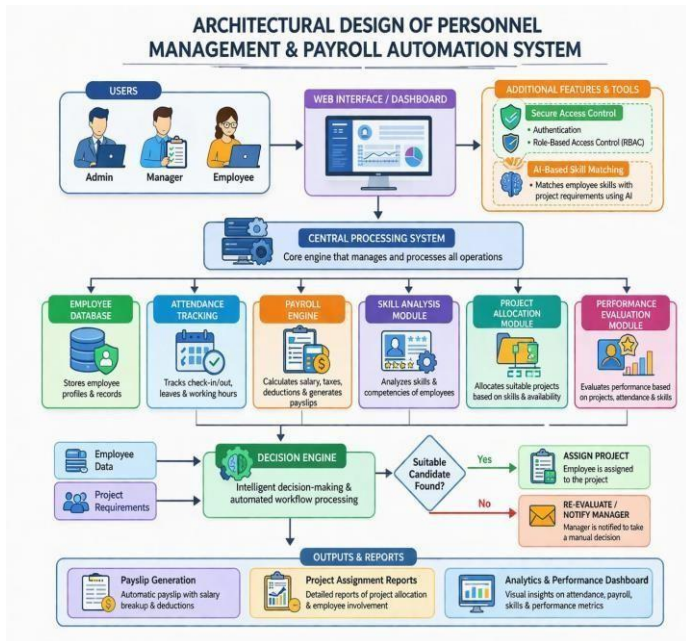 ARCHITECTURAL DESIGN OF PERSONNEL
MANAGEMENT & PAYROLL AUTOMATION SYSTEM
USERS
Admin
Manager
Employee
WEB INTERFACE / DASHBOARD
ADDITIONAL FEATURES & TOOLS
Secure Access Control
• Authentication
• Role-Based Access Control (RBAC)
AI-Based Skill Matching
• Matches employee skills with
project requirements using AI
CENTRAL PROCESSING SYSTEM
Core engine that manages and processes all operations
EMPLOYEE
DATABASE
Stores employee
profiles & records
ATTENDANCE
TRACKING
Tracks check-in/out,
leaves & working hours
PAYROLL
ENGINE
Calculates salary, taxes,
deductions & generates
payslips
SKILL ANALYSIS
MODULE
Analyzes skills &
competencies of employees
PROJECT
ALLOCATION
MODULE
Allocates suitable projects
based on skills & availability
PERFORMANCE
EVALUATION
MODULE
Evaluates performance based
on projects, attendance & skills
Employee
Data
Project
Requirements
DECISION ENGINE
Intelligent decision-making &
automated workflow processing
Suitable
Candidate
Found?
Yes
No
ASSIGN PROJECT
Employee is assigned
to the project
RE-EVALUATE /
NOTIFY MANAGER
Manager is notified to take
a manual decision
OUTPUTS & REPORTS
Payslip Generation
Automatic payslip with salary
breakup & deductions
Project Assignment Reports
Detailed reports of project allocation
& employee involvement
Analytics & Performance Dashboard
Visual insights on attendance, payroll,
skills & performance metrics